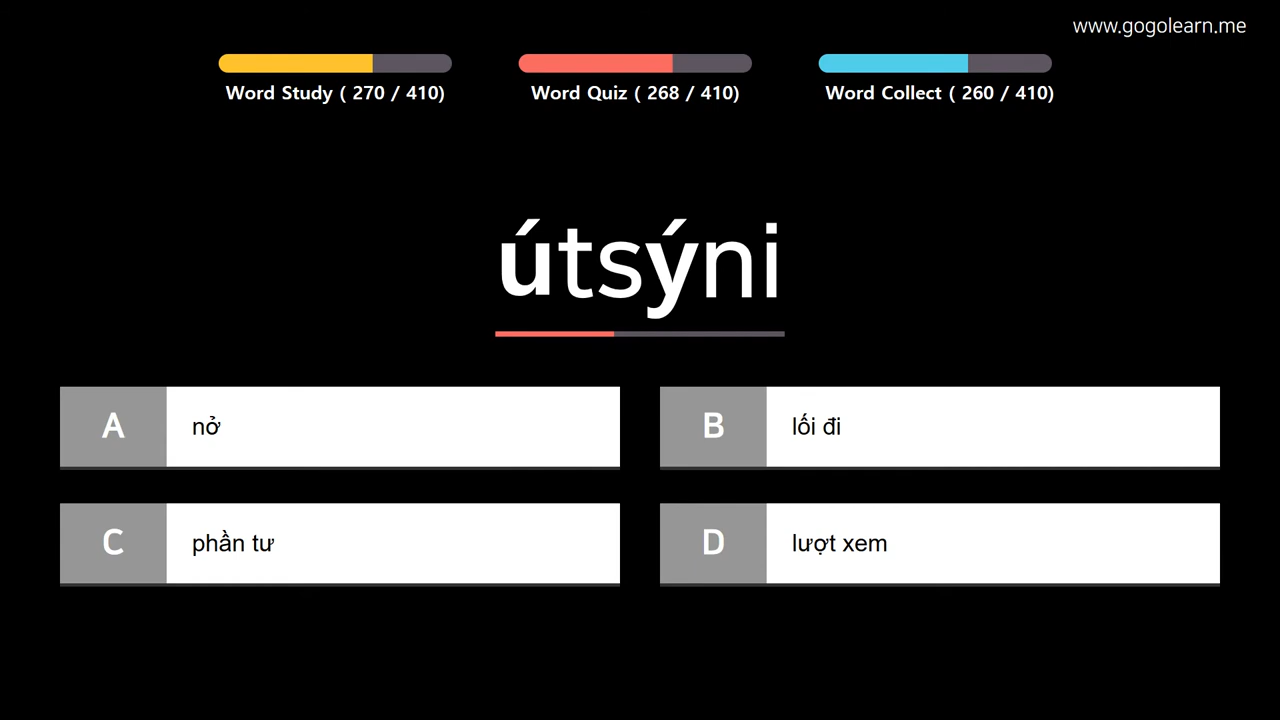 www.gogolearn.me
Word Study ( 270 / 410)
Word Quiz ( 268 / 410)
Word Collect ( 260 / 410)
útsýni
A nở
B lối đi
C phần tư
D lượt xem